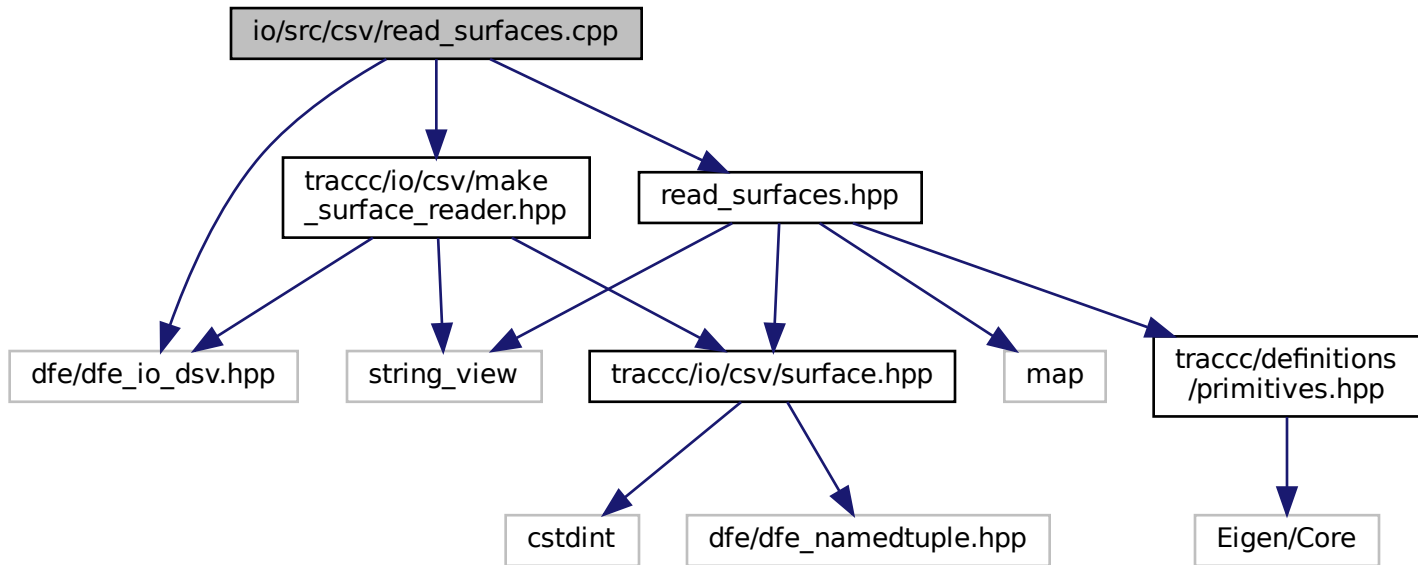 io/src/csv/read_surfaces.cpp
traccc/io/csv/make
_surface_reader.hpp
read_surfaces.hpp
dfe/dfe_io_dsv.hpp
string_view
traccc/io/csv/surface.hpp
map
traccc/definitions
/primitives.hpp
cstdint
dfe/dfe_namedtuple.hpp
Eigen/Core